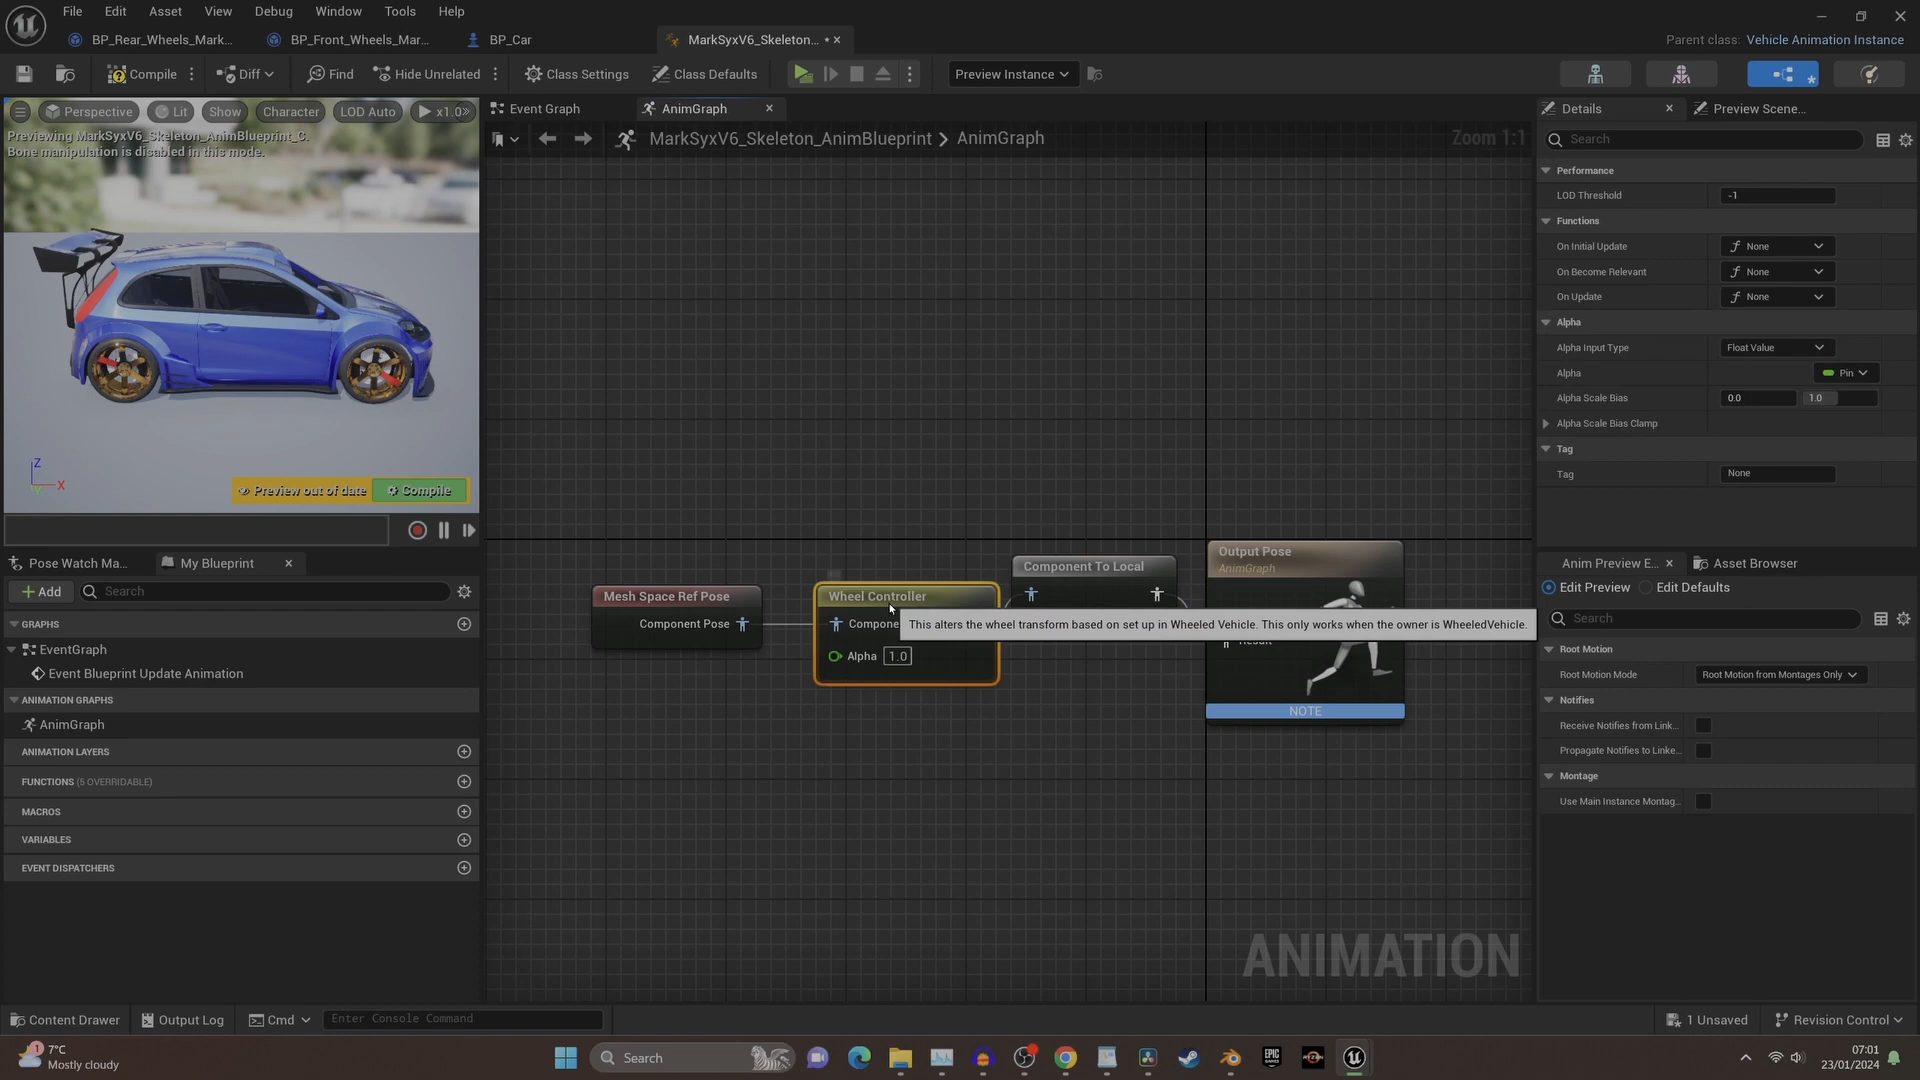 File Edit Asset View Debug Window Tools Help
BP_Rear_Wheels_Mark... BP_Front_Wheels_Mar... BP_Car MarkSyxV6_Skeleton... • Parent class: Vehicle Animation Instance
Compile Diff Find Hide Unrelated Class Settings Class Defaults Preview Instance
Perspective Lit Show Character LOD Auto x1.0
Previewing MarkSyxV6_Skeleton_AnimBlueprint_C.
Bone manipulation is disabled in this mode.
Z
X
Y
Preview out of date Compile
Pose Watch Ma... My Blueprint
Add Search
GRAPHS
EventGraph
Event Blueprint Update Animation
ANIMATION GRAPHS
AnimGraph
ANIMATION LAYERS
FUNCTIONS (5 OVERRIDABLE)
MACROS
VARIABLES
EVENT DISPATCHERS
Event Graph AnimGraph
MarkSyxV6_Skeleton_AnimBlueprint > AnimGraph Zoom 1:1
Mesh Space Ref Pose
Component Pose
Wheel Controller
Compone
Alpha 1.0
Component To Local
Output Pose
AnimGraph
Result
NOTE
This alters the wheel transform based on set up in Wheeled Vehicle. This only works when the owner is WheeledVehicle.
ANIMATION
Details Preview Scene...
Search
Performance
LOD Threshold -1
Functions
On Initial Update None
On Become Relevant None
On Update None
Alpha
Alpha Input Type Float Value
Alpha Pin
Alpha Scale Bias 0.0 1.0
Alpha Scale Bias Clamp
Tag
Tag None
Anim Preview E... Asset Browser
Edit Preview Edit Defaults
Search
Root Motion
Root Motion Mode Root Motion from Montages Only
Notifies
Receive Notifies from Link...
Propagate Notifies to Linke...
Montage
Use Main Instance Montag...
Content Drawer Output Log Cmd Enter Console Command 1 Unsaved Revision Control
1
7°C
Mostly cloudy
Search
EPIC GAMES
RYZEN
07:01
23/01/2024